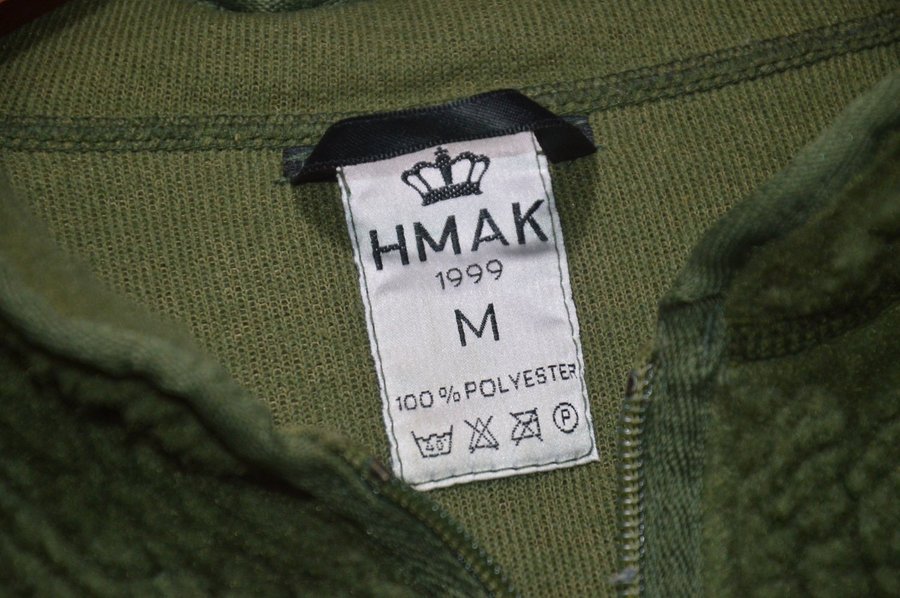 HMAK
1999
M
100% POLYESTER
40
P